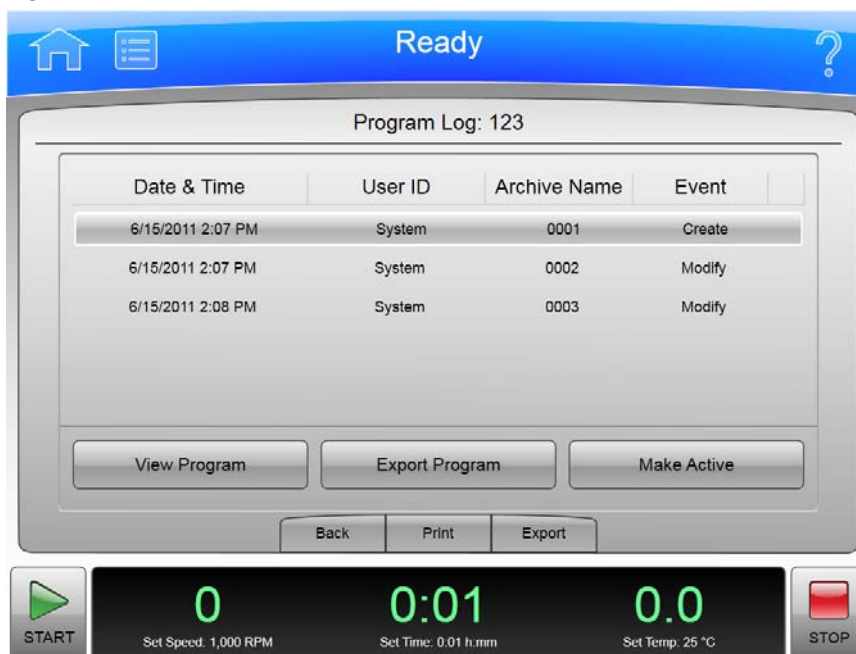 Ready
Program Log: 123
Date & Time User ID Archive Name Event
6/15/2011 2:07 PM System 0001 Create
6/15/2011 2:07 PM System 0002 Modify
6/15/2011 2:08 PM System 0003 Modify
View Program Export Program Make Active
Back Print Export
0 0:01 0.0
START Set Speed: 1,000 RPM Set Time: 0:01 h:mm Set Temp: 25 °C STOP